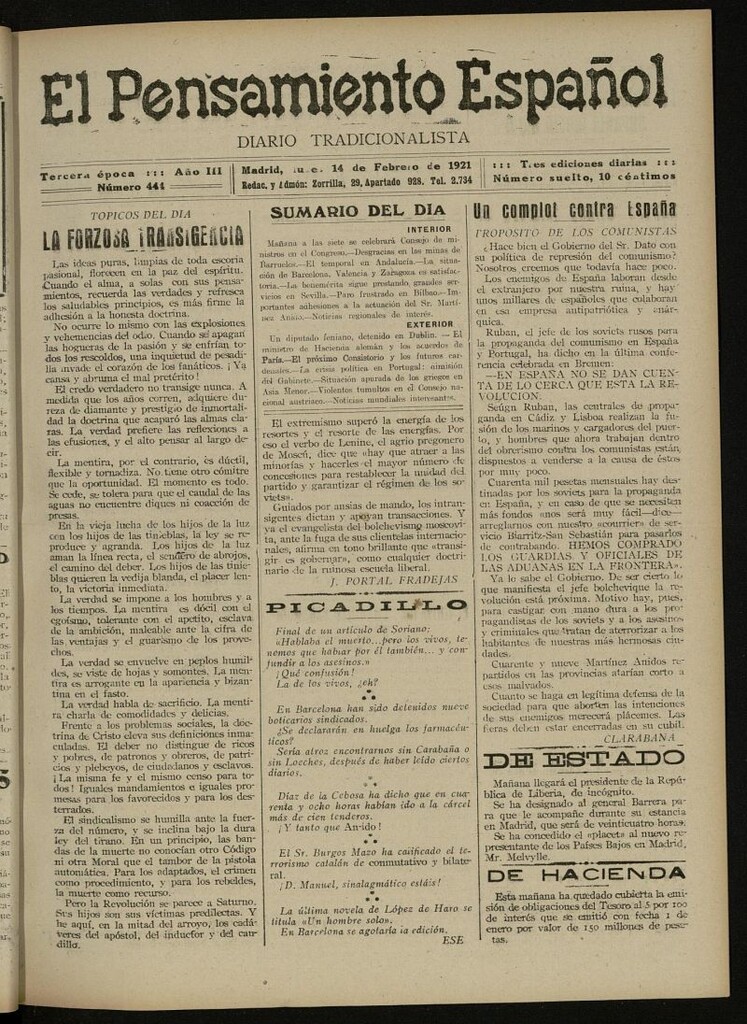 El Pensamiento Español
DIARIO TRADICIONALISTA
Tercera época ::: Año III
Número 444
Madrid, 14 de Febrero de 1921
Redac. y Admón: Zorrilla, 29, Apartado 928. Tel. 2.734
::: Tres ediciones diarias :::
Número suelto, 10 céntimos
TOPICOS DEL DIA
LA FORZOSA TRANSIGENCIA
Las ideas puras, limpias de toda escoria
pasional, florecen en la paz del espíritu.
Cuando el alma, a solas con sus pensa-
mientos, recuerda las verdades y refresca
los saludables principios, es más firme la
adhesión a la honesta doctrina.
No ocurre lo mismo con las explosiones
y vehemencias del odio. Cuando se apagan
las hogueras de la pasión y se enfrían
todos los rescoldos, una inquietud de pesadi-
lla invade el corazón de los fanáticos. ¡Ya
cansa y abruma el mal pretérito!
El credo verdadero no transige nunca. A
medida que los años corren, adquiere du-
reza de diamante y prestigio de inmortali-
dad la doctrina que acaparó las almas cla-
ras. La verdad prefiere las reflexiones a
las efusiones, y el alto pensar al largo de-
cir.
La mentira, por el contrario, es dúctil,
flexible y tornadiza. No tiene otro cómitre
que la oportunidad. El momento es todo.
Se cede, se tolera para que el caudal de las
aguas no encuentre diques ni coacción de
presas.
En la vieja lucha de los hijos de la luz
con los hijos de las tinieblas, la ley se re-
produce y agranda. Los hijos de la luz
aman la línea recta, el sendero de abrojos,
el camino del deber. Los hijos de las tinie-
blas quieren la vedija blanda, el placer len-
to, la victoria inmediata.
La verdad se impone a los hombres y a
los tiempos. La mentira es dócil con el
egoísmo, tolerante con el apetito, esclava
de la ambición, maleable ante la cifra de
las ventajas y el guarismo de los prove-
chos.
La verdad se envuelve en peplos humil-
des, se viste de hojas y somontes. La men-
tira es arrogante en la apariencia y bizan-
tina en el fasto.
La verdad habla de sacrificio. La menti-
ra charla de comodidades y delicias.
Frente a los problemas sociales, la doc-
trina de Cristo eleva sus definiciones inma-
culadas. El deber no distingue de ricos y
pobres, de patronos y obreros, de patri-
cios y plebeyos, de ciudadanos y esclavos.
¡La misma fe y el mismo censo para to-
dos! Iguales mandamientos e iguales pro-
mesas para los favorecidos y para los des-
terrados.
El sindicalismo se humilla ante la fuer-
za del número, y se inclina bajo la dura
ley del tirano. En un principio, las ban-
das de la muerte no conocían otro Código
ni otra Moral que el tambor de la pistola
automática. Para los adaptados, el crimen
como procedimiento, y para los rebeldes,
la muerte como recurso.
Pero la Revolución se parece a Saturno.
Sus hijos son sus víctimas predilectas. Y
he aquí, en la mitad del arroyo, los cadá-
veres del apóstol, del inductor y del cau-
dillo.
SUMARIO DEL DIA
INTERIOR
Mañana a las siete se celebrará Consejo de mi-
nistros en el Congreso.—Desgracias en las minas de
Barruelos.—El temporal en Andalucía.—La situa-
ción de Barcelona, Valencia y Zaragoza es satisfac-
toria.—La benemérita sigue prestando grandes ser-
vicios en Sevilla.—Paro frustrado en Bilbao.—Im-
portantes adhesiones a la actuación del Sr. Martí-
nez Anido.—Noticias regionales de interés.
EXTERIOR
Un diputado feniano, detenido en Dublín. — El
ministro de Hacienda alemán y los acuerdos de
París.—El próximo Consistorio y los futuros car-
denales.—La crisis política en Portugal: dimisión
del Gabinete.—Situación apurada de los griegos en
Asia Menor.—Violentos tumultos en el Consejo na-
cional austriaco.—Noticias mundiales interesantes.
El extremismo superó la energía de los
resortes y el resorte de las energías. Por
eso el verbo de Lenine, el agrio pregonero
de Moscú, dice que «hay que atraer a las
minorías y hacerles el mayor número de
concesiones para restablecer la unidad del
partido y garantizar el régimen de los so-
viets».
Guiados por ansias de mando, los intran-
sigentes dictan y apoyan transacciones. Y
ya el evangelista del bolchevismo moscovi-
ta, ante la fuga de sus clientelas internacio-
nales, afirma en tono brillante que «transi-
gir es gobernar», como cualquier doctri-
nario de la ruinosa escuela liberal.
J. PORTAL FRADEJAS
PICADILLO
Final de un artículo de Soriano:
«Hablaba el muerto... pero los vivos, te-
nemos que hablar por él también... y con-
fundir a los asesinos.»
¡Qué confusión!
La de los vivos, ¿eh?
En Barcelona han sido detenidos nueve
boticarios sindicados.
¿Se declararán en huelga los farmacéu-
ticos?
Sería atroz encontrarnos sin Carabaña o
sin Loeches, después de haber leído ciertos
diarios.
Díaz de la Cebosa ha dicho que en cua-
renta y ocho horas habían ido a la cárcel
más de cien tenderos.
¡Y tanto que An-ido!
El Sr. Burgos Mazo ha calificado el te-
rrorismo catalán de conmutativo y bilate-
ral.
¡D. Manuel, sinalagmático estáis!
La última novela de López de Haro se
titula «Un hombre solo».
En Barcelona se agotaría la edición.
ESE
Un complot contra España
PROPOSITO DE LOS COMUNISTAS
¿Hace bien el Gobierno del Sr. Dato con
su política de represión del comunismo?
Nosotros creemos que todavía hace poco.
Los enemigos de España laboran desde
el extranjero por nuestra ruina, y hay
unos millares de españoles que colaboran
en esa empresa antipatriótica y anár-
quica.
Ruban, el jefe de los soviets rusos para
la propaganda del comunismo en España
y Portugal, ha dicho en la última confe-
rencia celebrada en Bremen:
—EN ESPAÑA NO SE DAN CUEN-
TA DE LO CERCA QUE ESTA LA RE-
VOLUCION.
Según Ruban, las centrales de propa-
ganda en Cádiz y Lisboa realizan la fu-
sión de los marinos y cargadores del puer-
to, y hombres que ahora trabajan dentro
del obrerismo contra los comunistas están
dispuestos a venderse a la causa de éstos
por muy poco.
Cuarenta mil pesetas mensuales hay des-
tinadas por los soviets para la propaganda
en España, y en caso de que se necesiten
más fondos «nos será muy fácil—dice—
arreglarnos con nuestro «courrier» de ser-
vicio Biarritz-San Sebastián para pasarlos
de contrabando. HEMOS COMPRADO
LOS GUARDIAS Y OFICIALES DE
LAS ADUANAS EN LA FRONTERA».
Ya lo sabe el Gobierno. De ser cierto lo
que manifiesta el jefe bolchevique la re-
volución está próxima. Motivo hay, pues,
para castigar con mano dura a los pro-
pagandistas de los soviets y a los asesinos
y criminales que tratan de aterrorizar a los
habitantes de nuestras más hermosas ciu-
dades.
Cuarente y nueve Martínez Anidos re-
partidos en las provincias atarían corto a
esos malvados.
Cuanto se haga en legítima defensa de la
sociedad para que aborten las intenciones
de sus enemigos merecerá plácemes. Las
fieras deben estar encerradas en su cubil.
CLARABANA
DE ESTADO
Mañana llegará el presidente de la Repú-
blica de Liberia, de incógnito.
Se ha designado al general Barrera pa-
ra que le acompañe durante su estancia
en Madrid, que será de veinticuatro horas.
Se ha concedido el «placet» al nuevo re-
presentante de los Países Bajos en Madrid,
Mr. Melvylle.
DE HACIENDA
Esta mañana ha quedado cubierta la emi-
sión de obligaciones del Tesoro al 5 por 100
de interés que se emitió con fecha 1 de
enero por valor de 150 millones de pese-
tas.